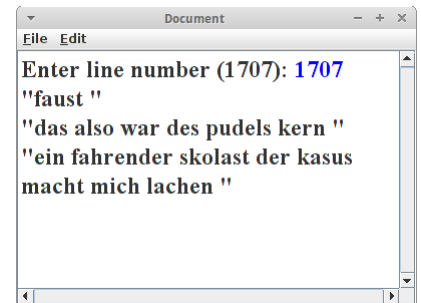 Document
File Edit
Enter line number (1707): 1707
"faust "
"das also war des pudels kern "
"ein fahrender skolast der kasus
macht mich lachen "